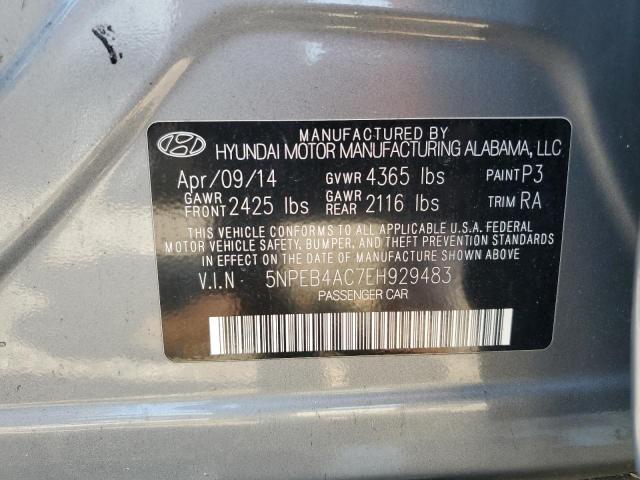 MANUFACTURED BY
HYUNDAI MOTOR MANUFACTURING ALABAMA, LLC
Apr/09/14 GVWR 4365 lbs PAINT P3
GAWR FRONT 2425 lbs GAWR REAR 2116 lbs TRIM RA
THIS VEHICLE CONFORMS TO ALL APPLICABLE U.S.A. FEDERAL
MOTOR VEHICLE SAFETY, BUMPER, AND THEFT PREVENTION STANDARDS
IN EFFECT ON THE DATE OF MANUFACTURE SHOWN ABOVE.
V.I.N 5NPEB4AC7EH929483
PASSENGER CAR